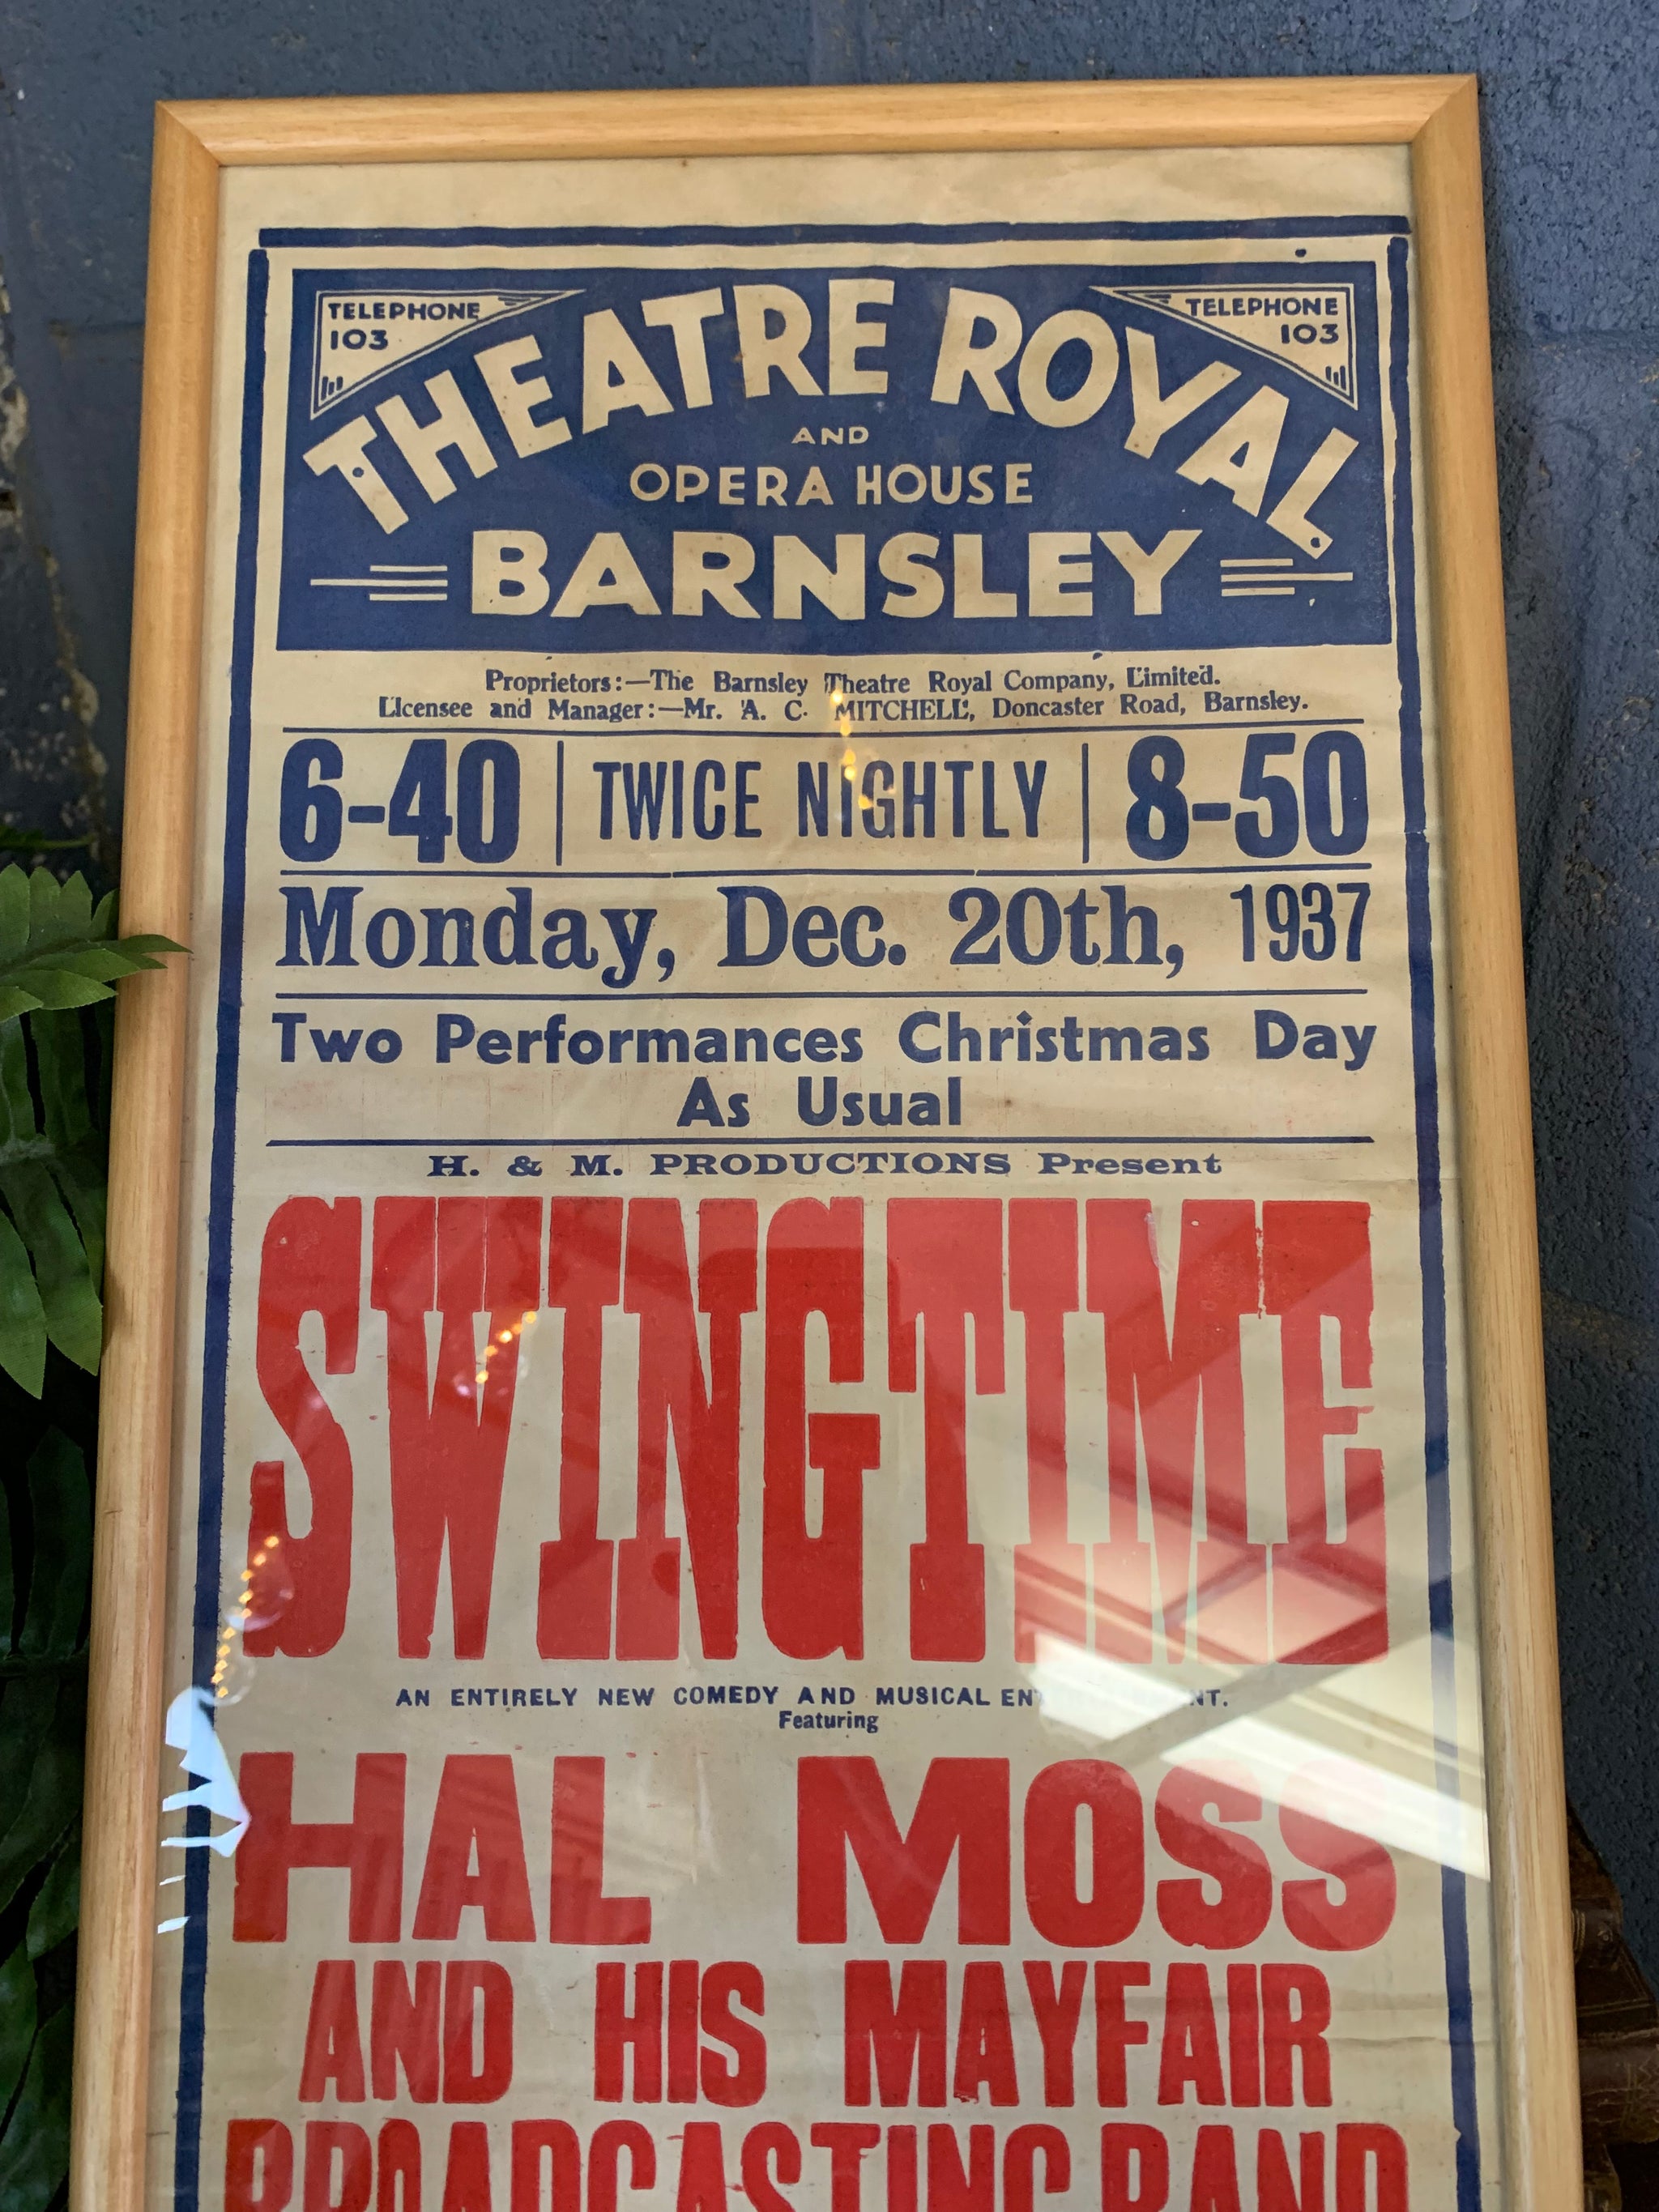 TELEPHONE
103
TELEPHONE
103
THEATRE ROYAL
AND
OPERA HOUSE
BARNSLEY
Proprietors:—The Barnsley Theatre Royal Company, Limited.
Licensee and Manager:—Mr. A. C. MITCHELL, Doncaster Road, Barnsley.
6-40 | TWICE NIGHTLY | 8-50
Monday, Dec. 20th, 1937
Two Performances Christmas Day
As Usual
H. & M. PRODUCTIONS Present
SWINGTIME
AN ENTIRELY NEW COMEDY AND MUSICAL
Featuring
HAL MOSS
AND HIS MAYFAIR
BROADCASTING BAND